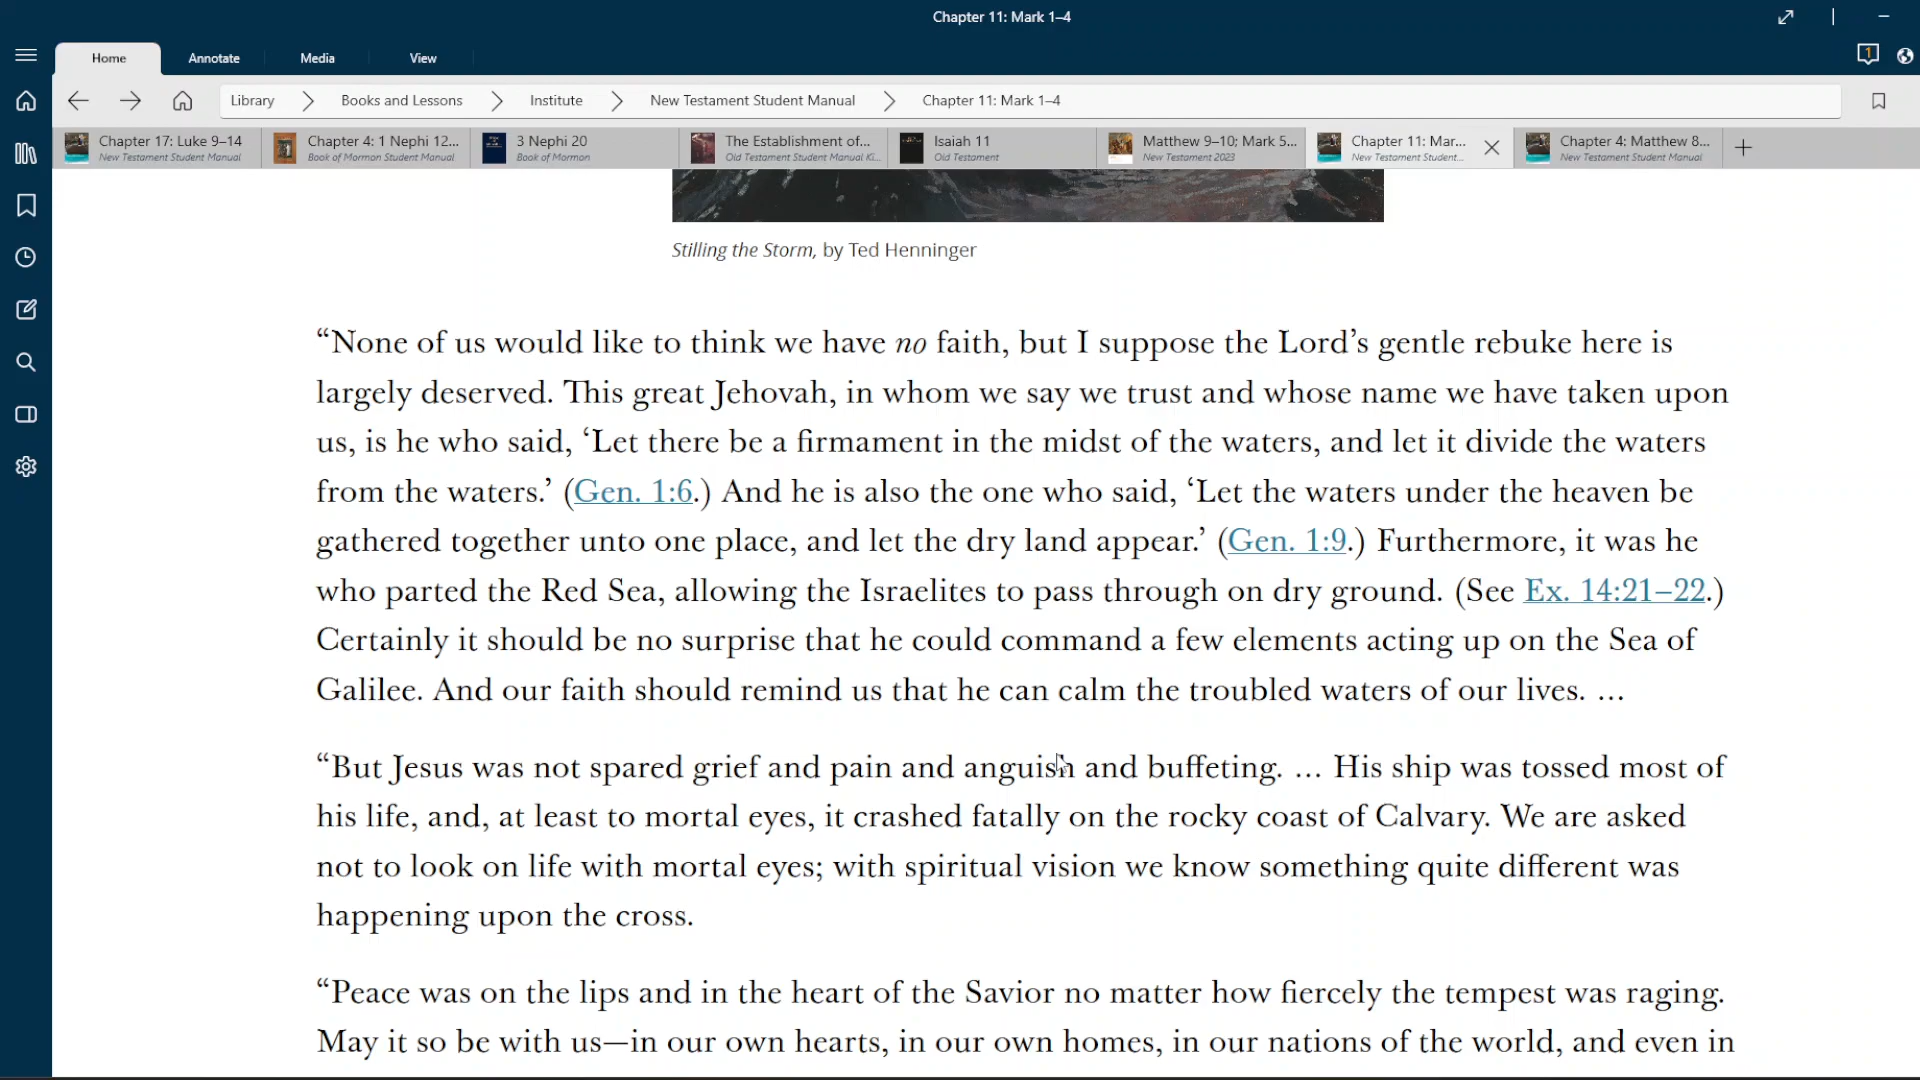 Chapter 11: Mark 1–4
Home
Annotate
Media
View
1
Library
Books and Lessons
Institute
New Testament Student Manual
Chapter 11: Mark 1–4
Chapter 17: Luke 9–14
New Testament Student Manual
Chapter 4: 1 Nephi 12...
Book of Mormon Student Manual
3 Nephi 20
Book of Mormon
The Establishment of...
Old Testament Student Manual Ki...
Isaiah 11
Old Testament
Matthew 9–10; Mark 5...
New Testament 2023
Chapter 11: Mar...
New Testament Student...
Chapter 4: Matthew 8...
New Testament Student Manual
Stilling the Storm, by Ted Henninger
“None of us would like to think we have no faith, but I suppose the Lord’s gentle rebuke here is
largely deserved. This great Jehovah, in whom we say we trust and whose name we have taken upon
us, is he who said, ‘Let there be a firmament in the midst of the waters, and let it divide the waters
from the waters.’ (Gen. 1:6.) And he is also the one who said, ‘Let the waters under the heaven be
gathered together unto one place, and let the dry land appear.’ (Gen. 1:9.) Furthermore, it was he
who parted the Red Sea, allowing the Israelites to pass through on dry ground. (See Ex. 14:21–22.)
Certainly it should be no surprise that he could command a few elements acting up on the Sea of
Galilee. And our faith should remind us that he can calm the troubled waters of our lives. …
“But Jesus was not spared grief and pain and anguish and buffeting. … His ship was tossed most of
his life, and, at least to mortal eyes, it crashed fatally on the rocky coast of Calvary. We are asked
not to look on life with mortal eyes; with spiritual vision we know something quite different was
happening upon the cross.
“Peace was on the lips and in the heart of the Savior no matter how fiercely the tempest was raging.
May it so be with us—in our own hearts, in our own homes, in our nations of the world, and even in